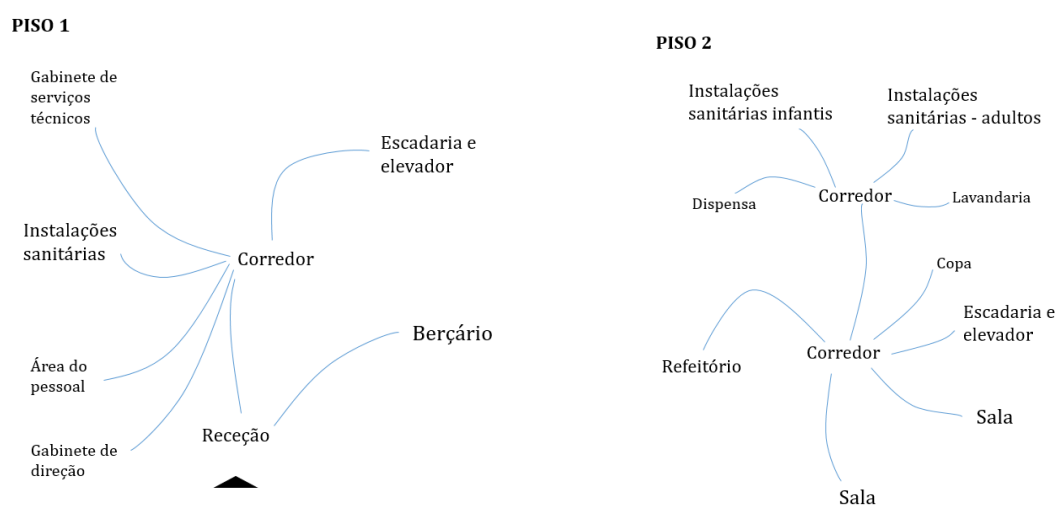 PISO 1
Gabinete de
serviços
técnicos
Escadaria e
elevador
Instalações
sanitárias
Corredor
Berçário
Área do
pessoal
Receção
Gabinete de
direção
PISO 2
Instalações
sanitárias infantis
Instalações
sanitárias - adultos
Dispensa
Corredor
Lavandaria
Copa
Escadaria e
elevador
Corredor
Refeitório
Sala
Sala